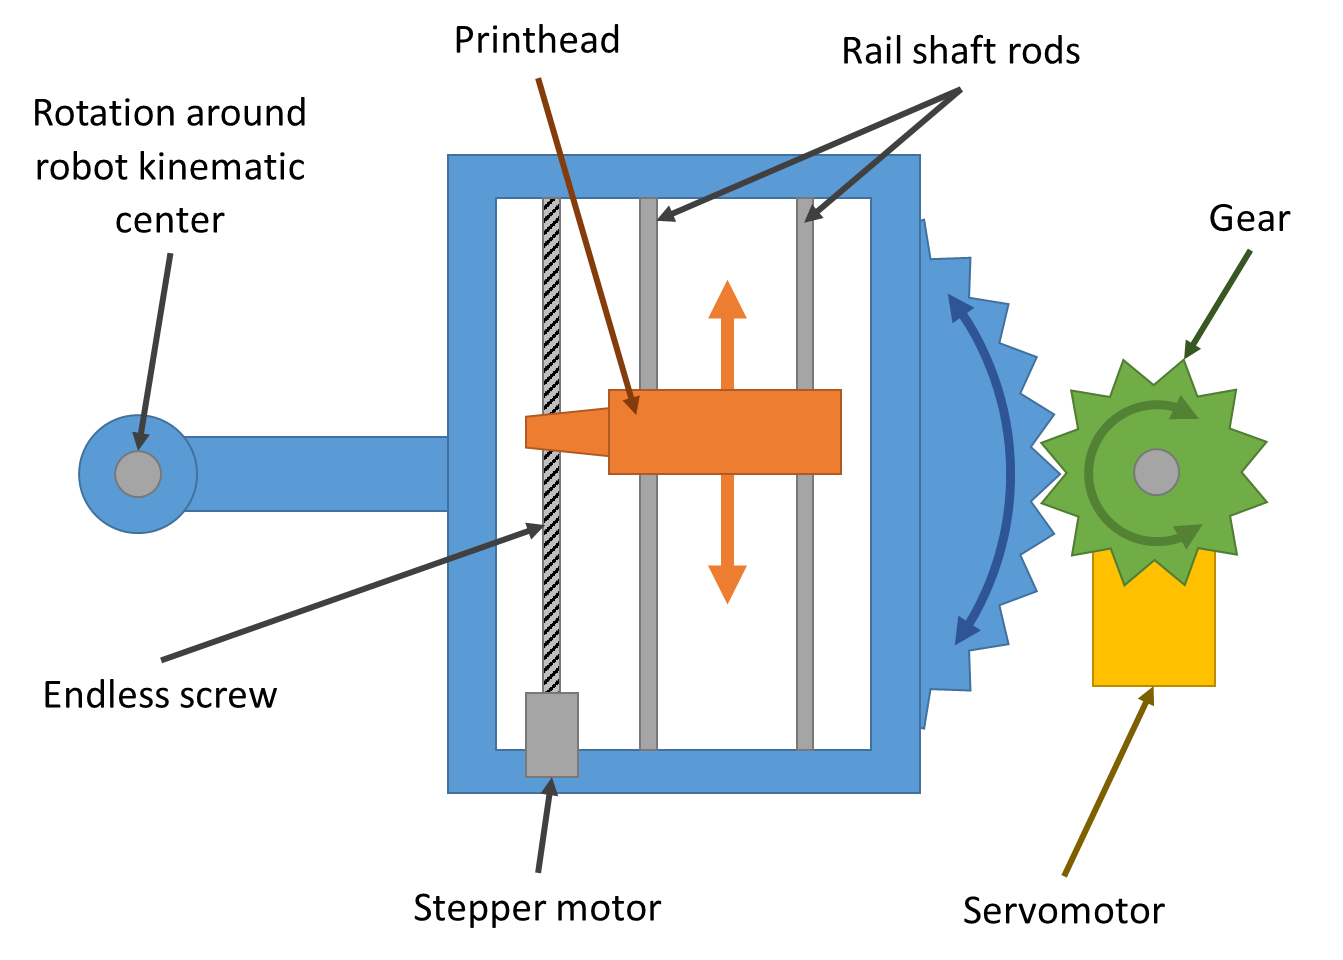 Printhead
Rail shaft rods
Rotation around
robot kinematic
center
Gear
Endless screw
Stepper motor
Servomotor